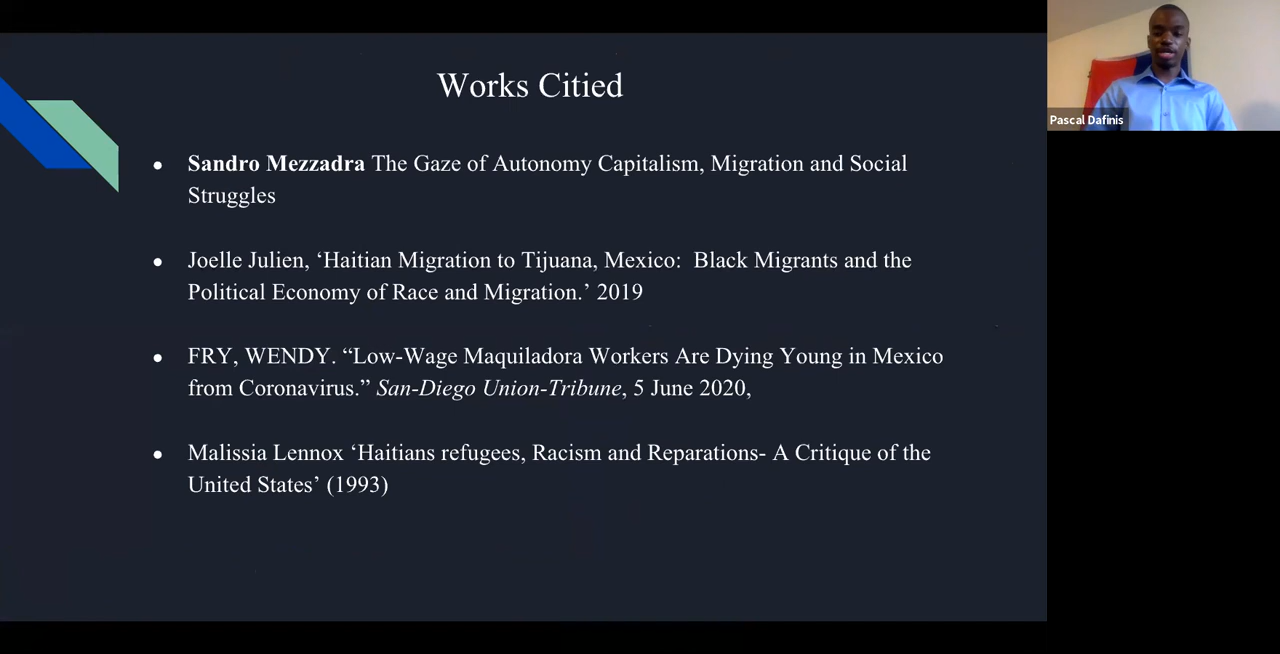 Works Citied
Sandro Mezzadra The Gaze of Autonomy Capitalism, Migration and Social
Struggles
Joelle Julien, ‘Haitian Migration to Tijuana, Mexico:  Black Migrants and the
Political Economy of Race and Migration.’ 2019
FRY, WENDY. “Low-Wage Maquiladora Workers Are Dying Young in Mexico
from Coronavirus.” San-Diego Union-Tribune, 5 June 2020,
Malissia Lennox ‘Haitians refugees, Racism and Reparations- A Critique of the
United States’ (1993)
Pascal Dafinis